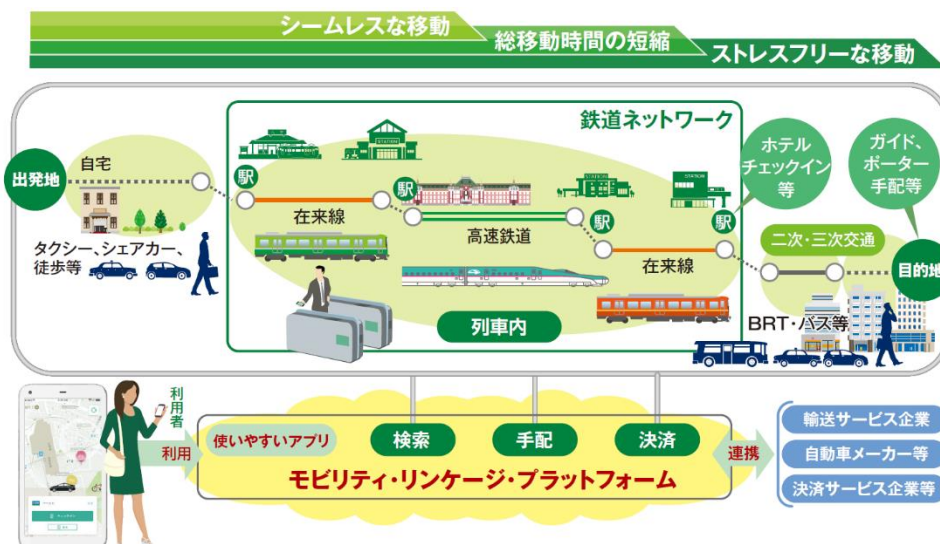 シームレスな移動
総移動時間の短縮
ストレスフリーな移動
鉄道ネットワーク
ホテル
チェックイン
等
ガイド、
ポーター
手配等
出発地
自宅
駅
駅
駅
駅
在来線
高速鉄道
在来線
タクシー、シェアカー、
徒歩等
二次・三次交通
目的地
列車内
BRT・バス等
利用者
利用
使いやすいアプリ
検索
手配
決済
連携
モビリティ・リンケージ・プラットフォーム
輸送サービス企業
自動車メーカー等
決済サービス企業等